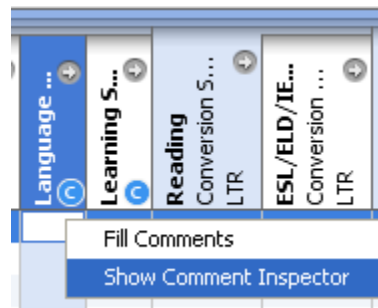 Language ...
C
Learning S...
C
Reading
Conversion S...
LTR
ESL/ELD/IE...
Conversion ...
LTR
Fill Comments
Show Comment Inspector